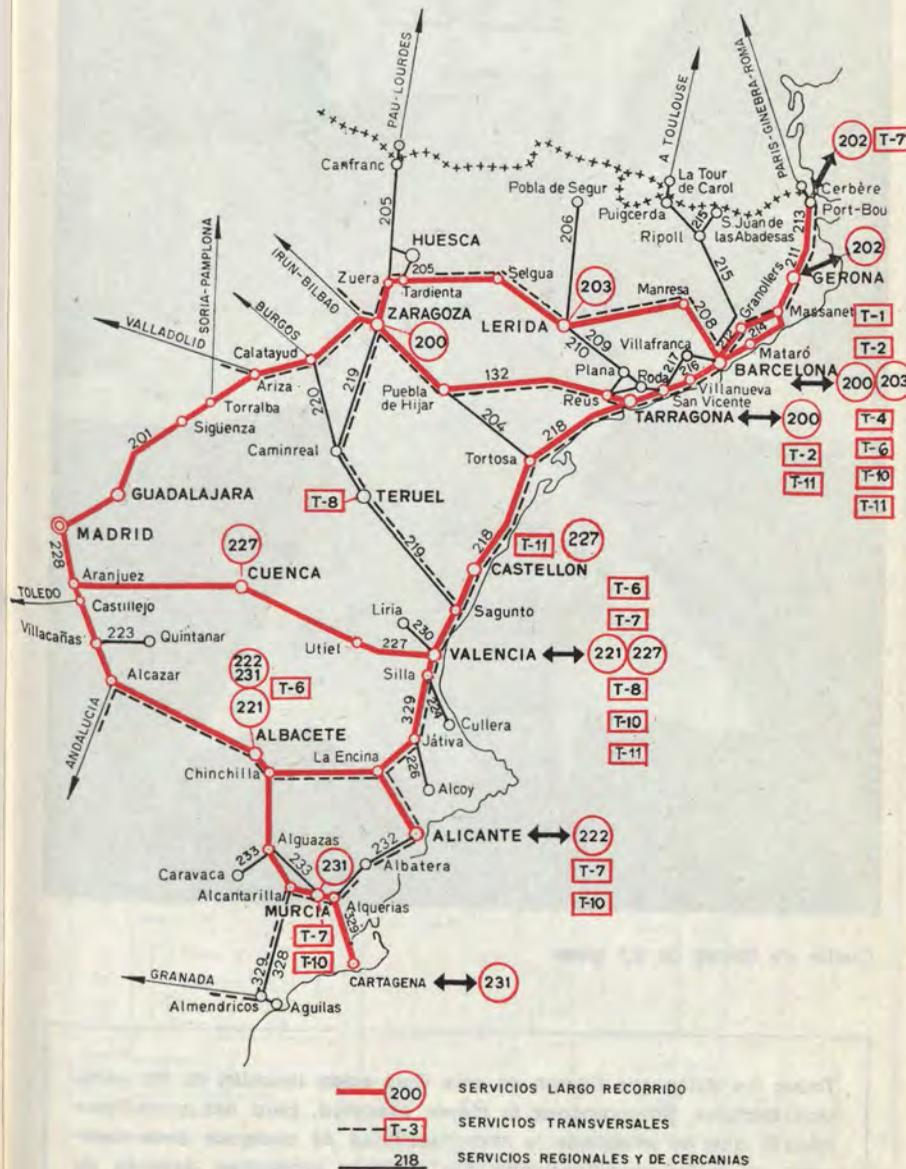 PAU-LOURDES
A TOULOUSE
PARIS-GINEBRA-ROMA
202 T-7
Canfranc
La Tour
de Carol
Cerbère
Port-Bou
Pobla de Segur
Puigcerda
215
S. Juan de
las Abadesas
213
205
206
Ripoll
HUESCA
215
211
202
SORIA-PAMPLONA
IRUN-BILBAO
Zuera
205
Tardienta
Selgua
Granollers
GERONA
BURGOS
ZARAGOZA
203
Manresa
208
Massanet
T-1
VALLADOLID
200
LERIDA
212
214
T-2
Calatayud
209
210
Villafranca
Mataró
BARCELONA
200 203
Ariza
219
Plana
217
216
Puebla
de Hijar
132
Roda
Villanueva
Torralba
220
Reus
San Vicente
Sigüenza
TARRAGONA
200
T-4
201
204
218
T-2
T-6
Caminreal
Tortosa
T-11
T-10
T-11
GUADALAJARA
T-8
TERUEL
MADRID
218
227
219
T-11
227
228
CUENCA
CASTELLON
Aranjuez
T-6
TOLEDO
Castillejo
Liria
Sagunto
T-7
Villacañas
223
Quintanar
230
Utiel
227
VALENCIA
221 227
222
231
T-6
Silla
Alcazar
T-8
221
224
ANDALUCIA
ALBACETE
329
Cullera
T-10
La Encina
Játiva
T-11
Chinchilla
226
Alcoy
ALICANTE
222
Alguazas
232
233
233
231
Albatera
T-7
Caravaca
Alcantarilla
T-10
MURCIA
Alquerias
T-7
329
T-10
328
329
GRANADA
CARTAGENA
231
Almendricos
Aguilas
200 SERVICIOS LARGO RECORRIDO
T-3 SERVICIOS TRANSVERSALES
218 SERVICIOS REGIONALES Y DE CERCANIAS